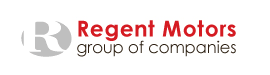 R
Regent Motors
group of companies